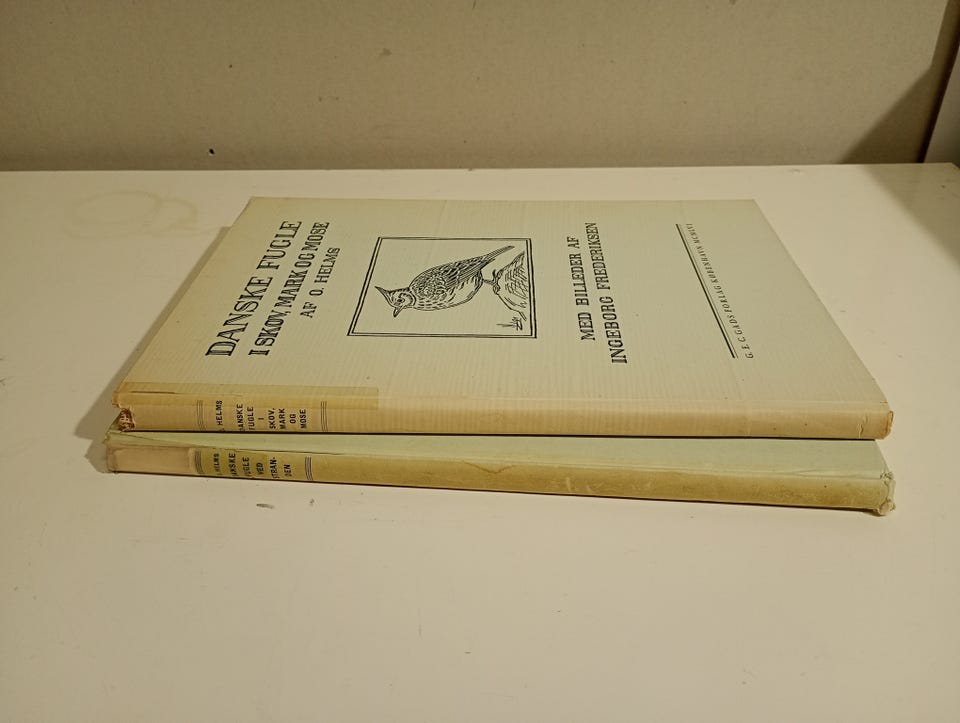 DANSKE FUGLE
I SKOV, MARK OG MOSE
AF O. HELMS
MED BILLEDER AF
INGEBORG FREDERIKSEN
G. E. C. GADS FORLAG KØBENHAVN MCMXLVI
HELMS
DANSKE
FUGLE
I
SKOV,
MARK
OG
MOSE
HELMS
DANSKE
FUGLE
VED
STRAN-
DEN